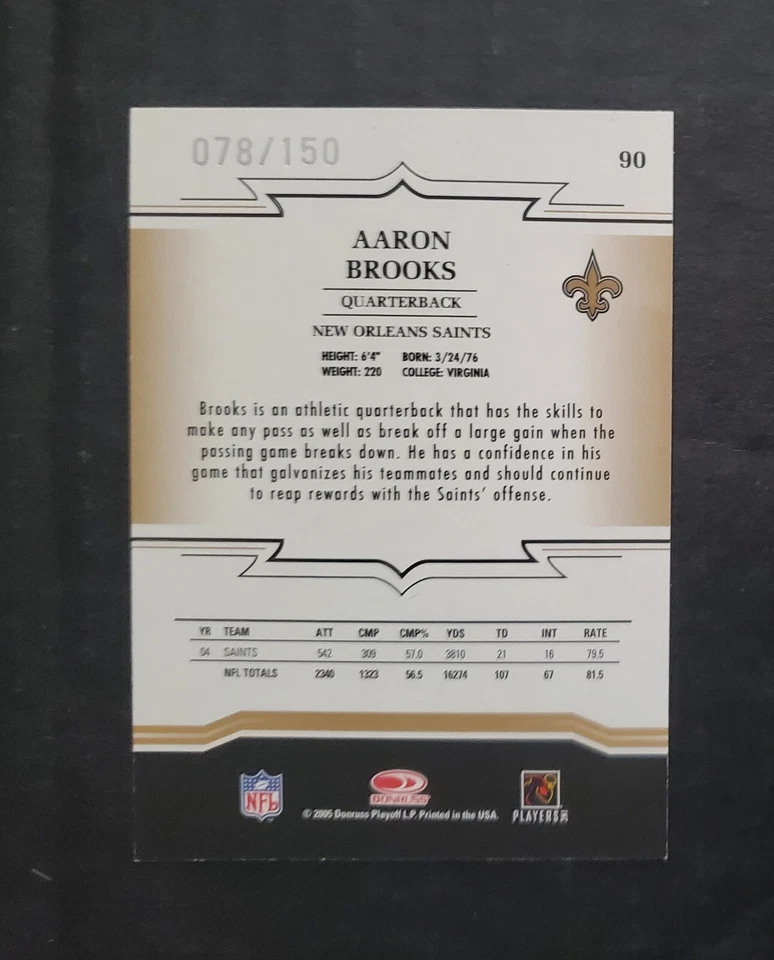 078/150
90
AARON
BROOKS
QUARTERBACK
NEW ORLEANS SAINTS
HEIGHT: 6'4" BORN: 3/24/76
WEIGHT: 220 COLLEGE: VIRGINIA
Brooks is an athletic quarterback that has the skills to
make any pass as well as break off a large gain when the
passing game breaks down. He has a confidence in his
game that galvanizes his teammates and should continue
to reap rewards with the Saints' offense.
YR TEAM ATT CMP CMP% YDS TD INT RATE
04 SAINTS 542 309 57.0 3810 21 16 79.5
NFL TOTALS 2340 1323 56.5 16274 107 67 81.5
NFL
DONRUSS
PLAYERS INC
© 2005 Donruss Playoff L.P. Printed in the USA.